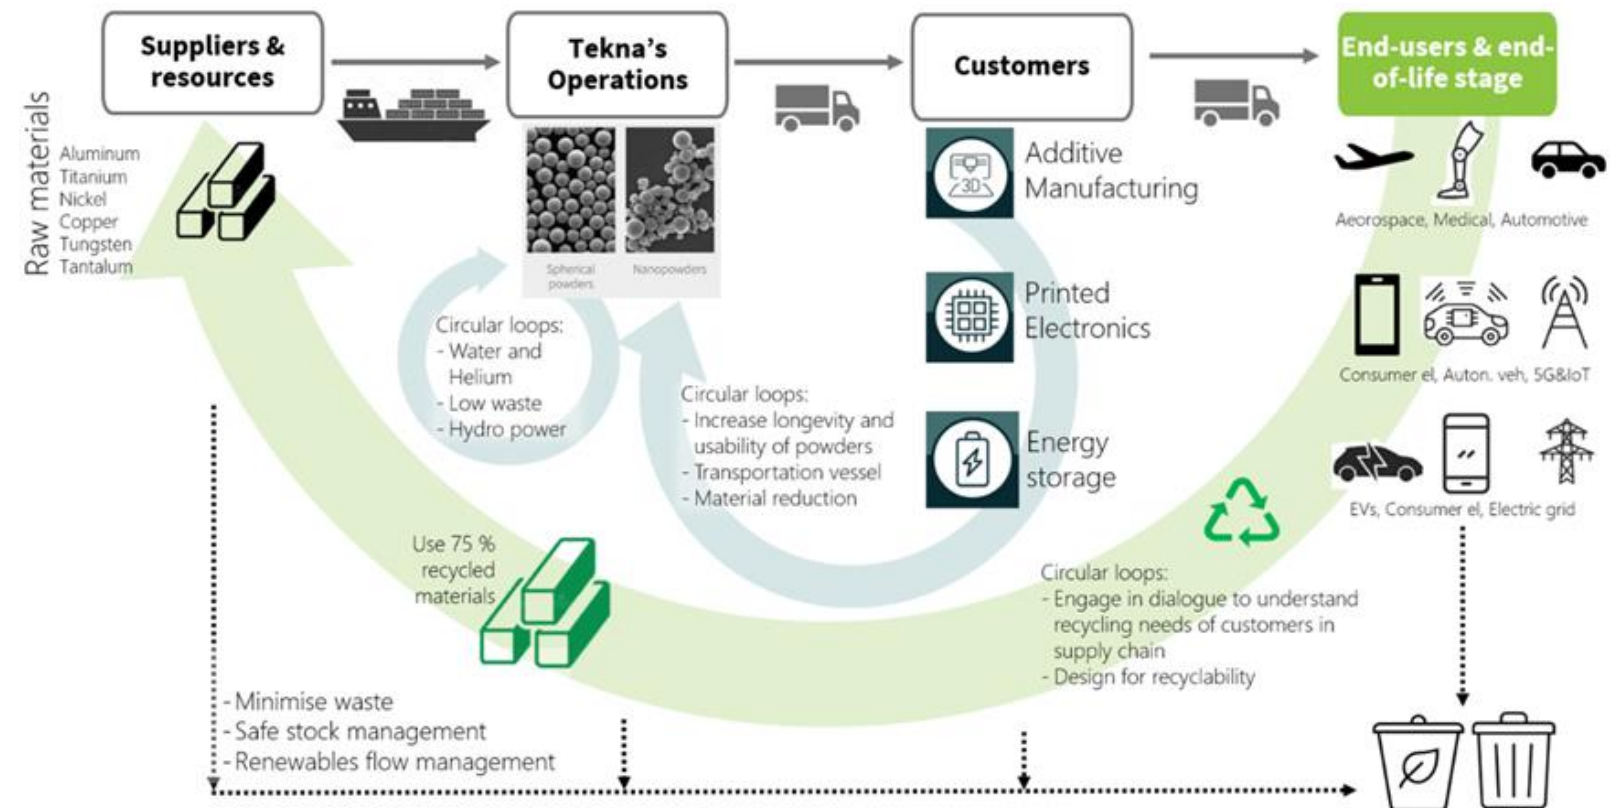 Suppliers &
resources
Tekna's
Operations
Customers
End-users & end-
of-life stage
Raw materials
Aluminum
Titanium
Nickel
Copper
Tungsten
Tantalum
Spherical
powders
Nanopowders
3D
Additive
Manufacturing
Printed
Electronics
Energy
storage
Aeorospace, Medical, Automotive
Consumer el, Auton. veh, 5G&IoT
EVs, Consumer el, Electric grid
Circular loops:
- Water and
Helium
- Low waste
- Hydro power
Circular loops:
- Increase longevity and
usability of powders
- Transportation vessel
- Material reduction
Use 75 %
recycled
materials
Circular loops:
- Engage in dialogue to understand
recycling needs of customers in
supply chain
- Design for recyclability
- Minimise waste
- Safe stock management
- Renewables flow management